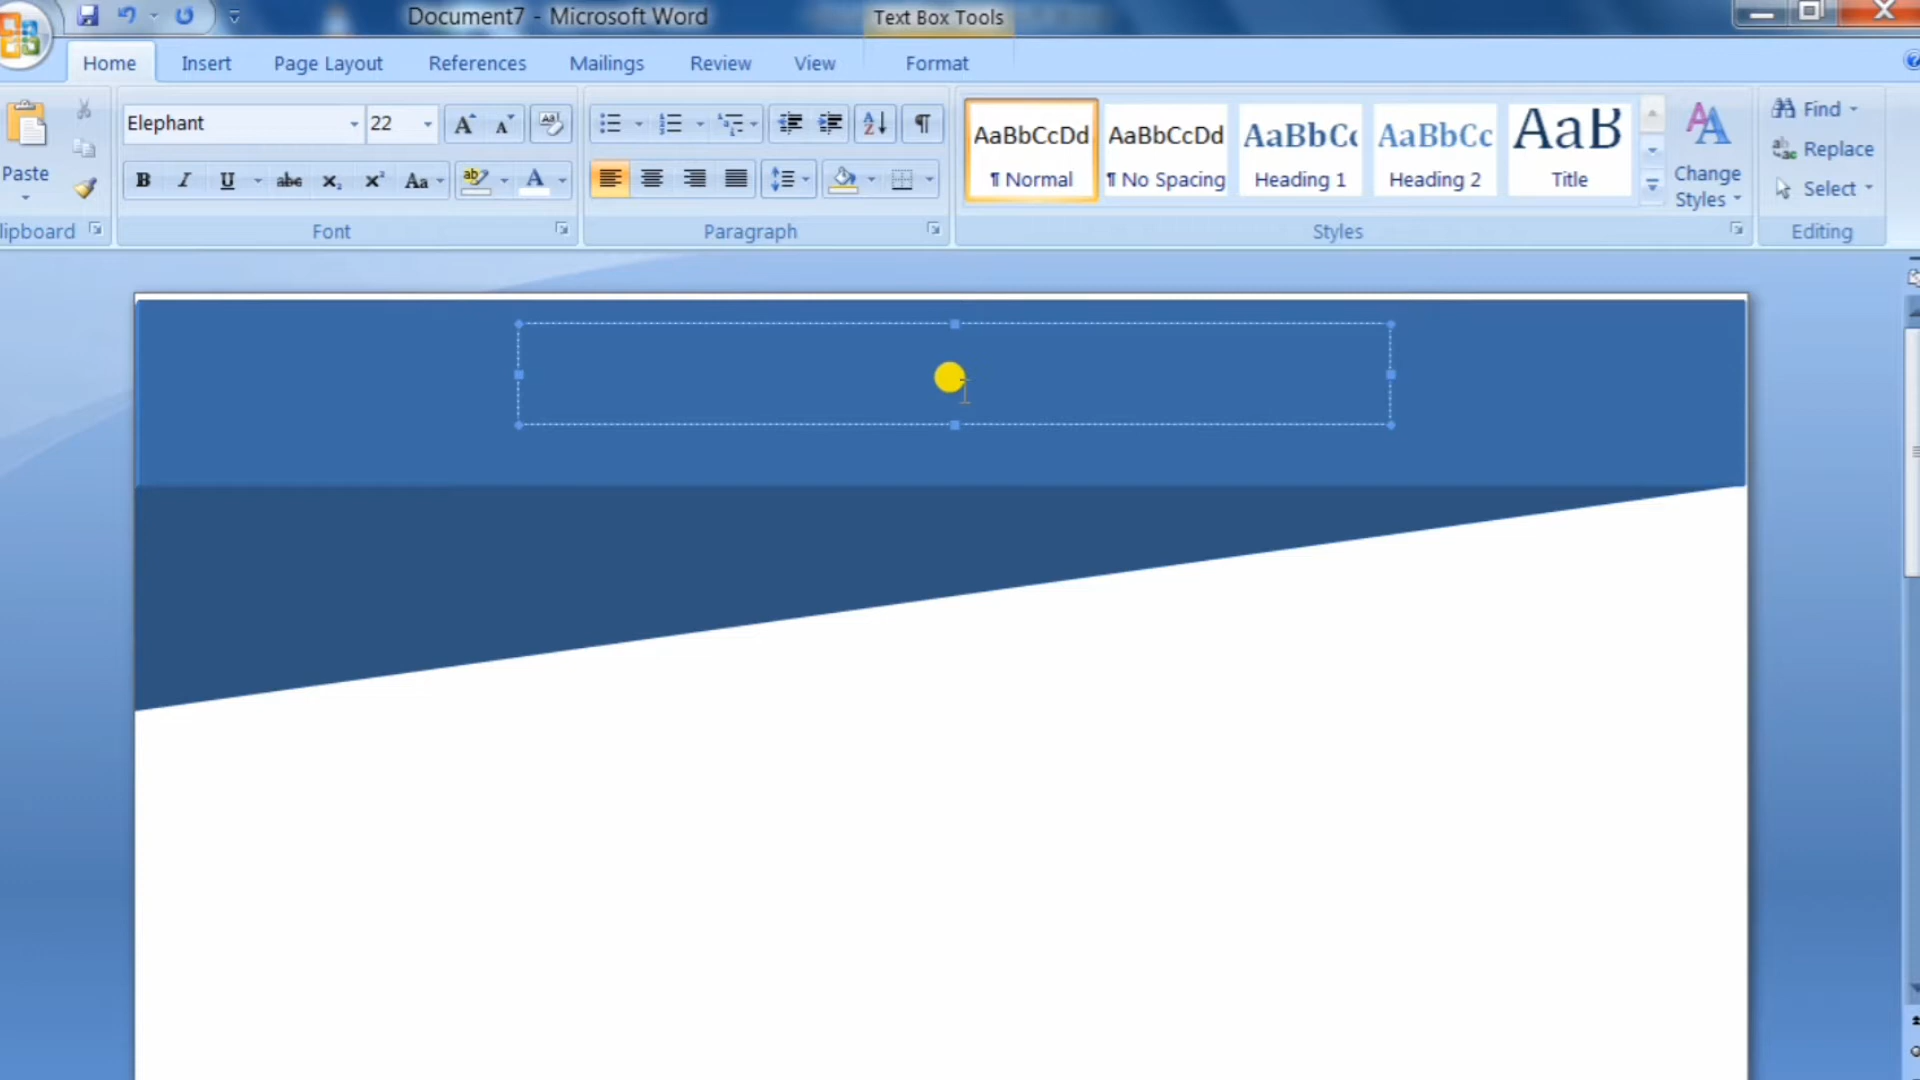 Document7 - Microsoft Word
Text Box Tools
Home
Insert
Page Layout
References
Mailings
Review
View
Format
Paste
lipboard
Elephant
22
Aa
Font
Paragraph
AaBbCcDd
¶ Normal
AaBbCcDd
¶ No Spacing
AaBbC
Heading 1
AaBbCc
Heading 2
AaB
Title
Change
Styles
Styles
Find
Replace
Select
Editing